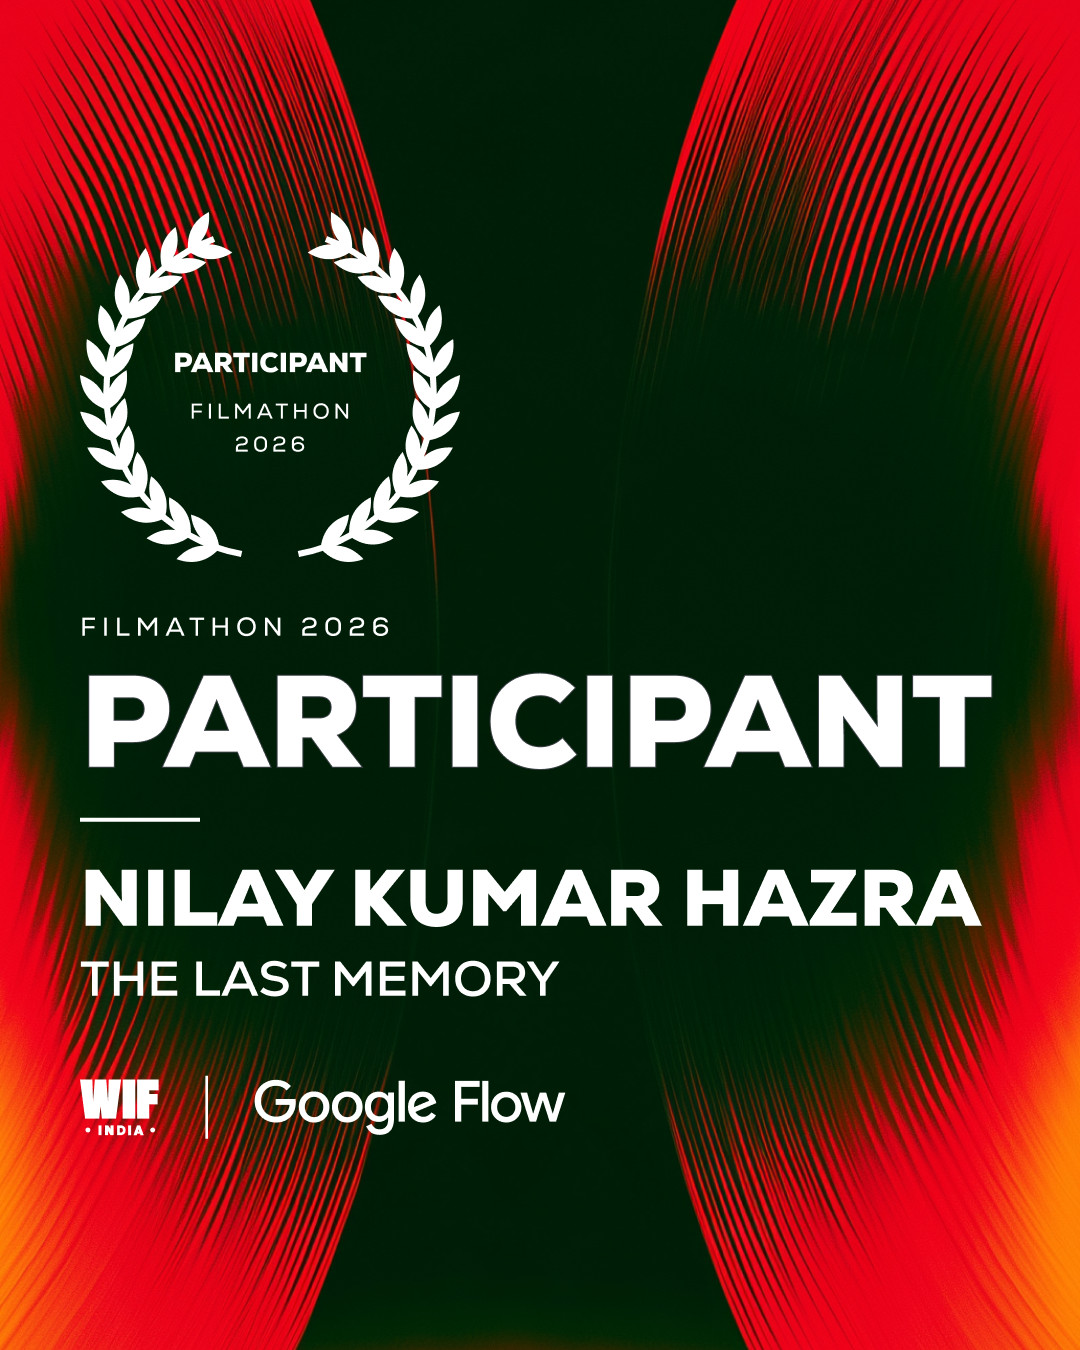 PARTICIPANT
FILMATHON
2026
FILMATHON 2026
PARTICIPANT
NILAY KUMAR HAZRA
THE LAST MEMORY
WIF
• INDIA •
Google Flow